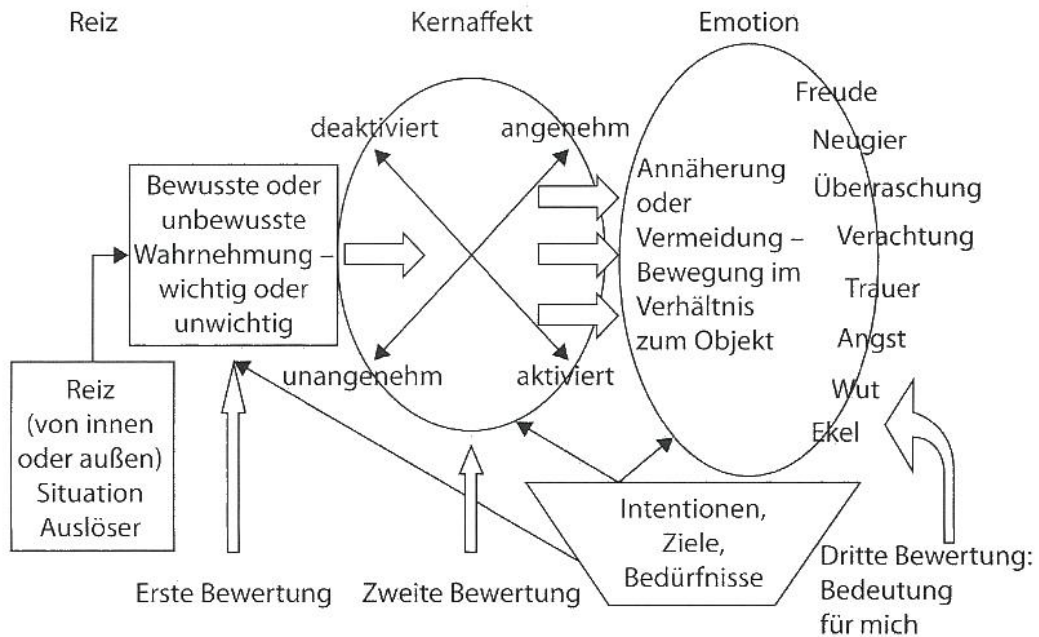 Reiz
Kernaffekt
Emotion
Bewusste oder
unbewusste
Wahrnehmung –
wichtig oder
unwichtig
Reiz
(von innen
oder außen)
Situation
Auslöser
deaktiviert
angenehm
unangenehm
aktiviert
Annäherung
oder
Vermeidung –
Bewegung im
Verhältnis
zum Objekt
Freude
Neugier
Überraschung
Verachtung
Trauer
Angst
Wut
Ekel
Intentionen,
Ziele,
Bedürfnisse
Erste Bewertung
Zweite Bewertung
Dritte Bewertung:
Bedeutung
für mich